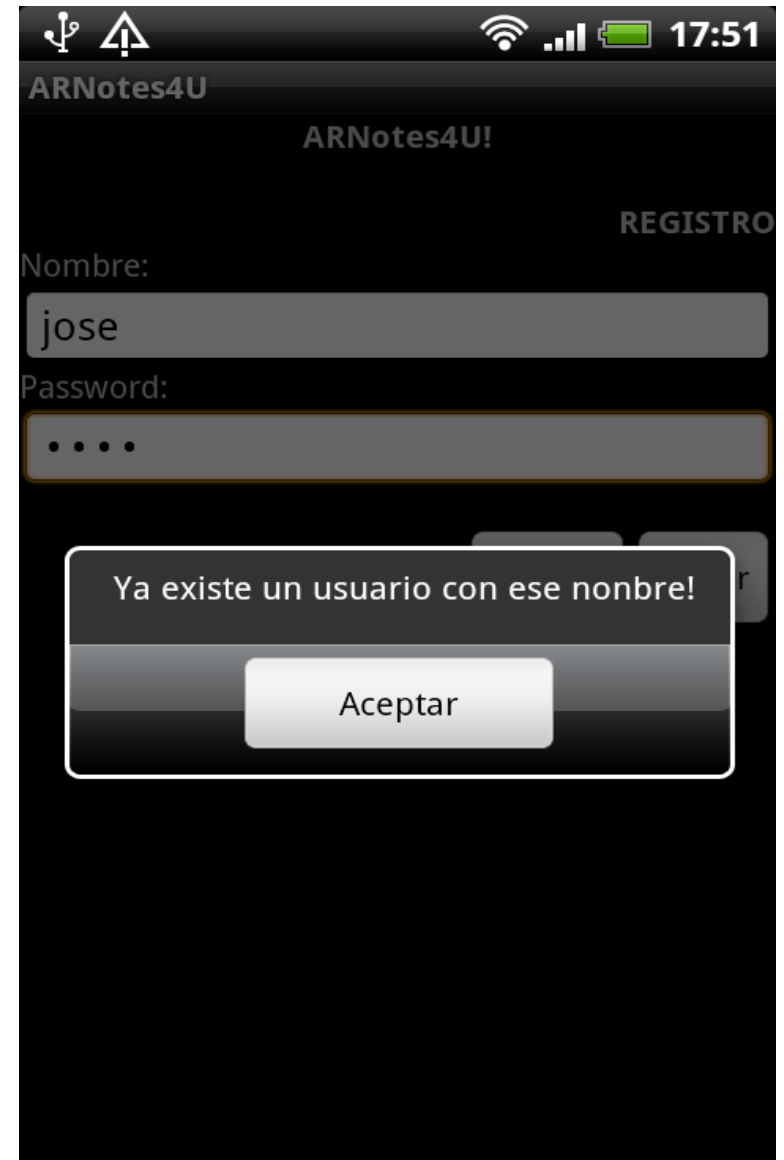 17:51
ARNotes4U
ARNotes4U!
REGISTRO
Nombre:
jose
Password:
Ya existe un usuario con ese nonbre!
Aceptar